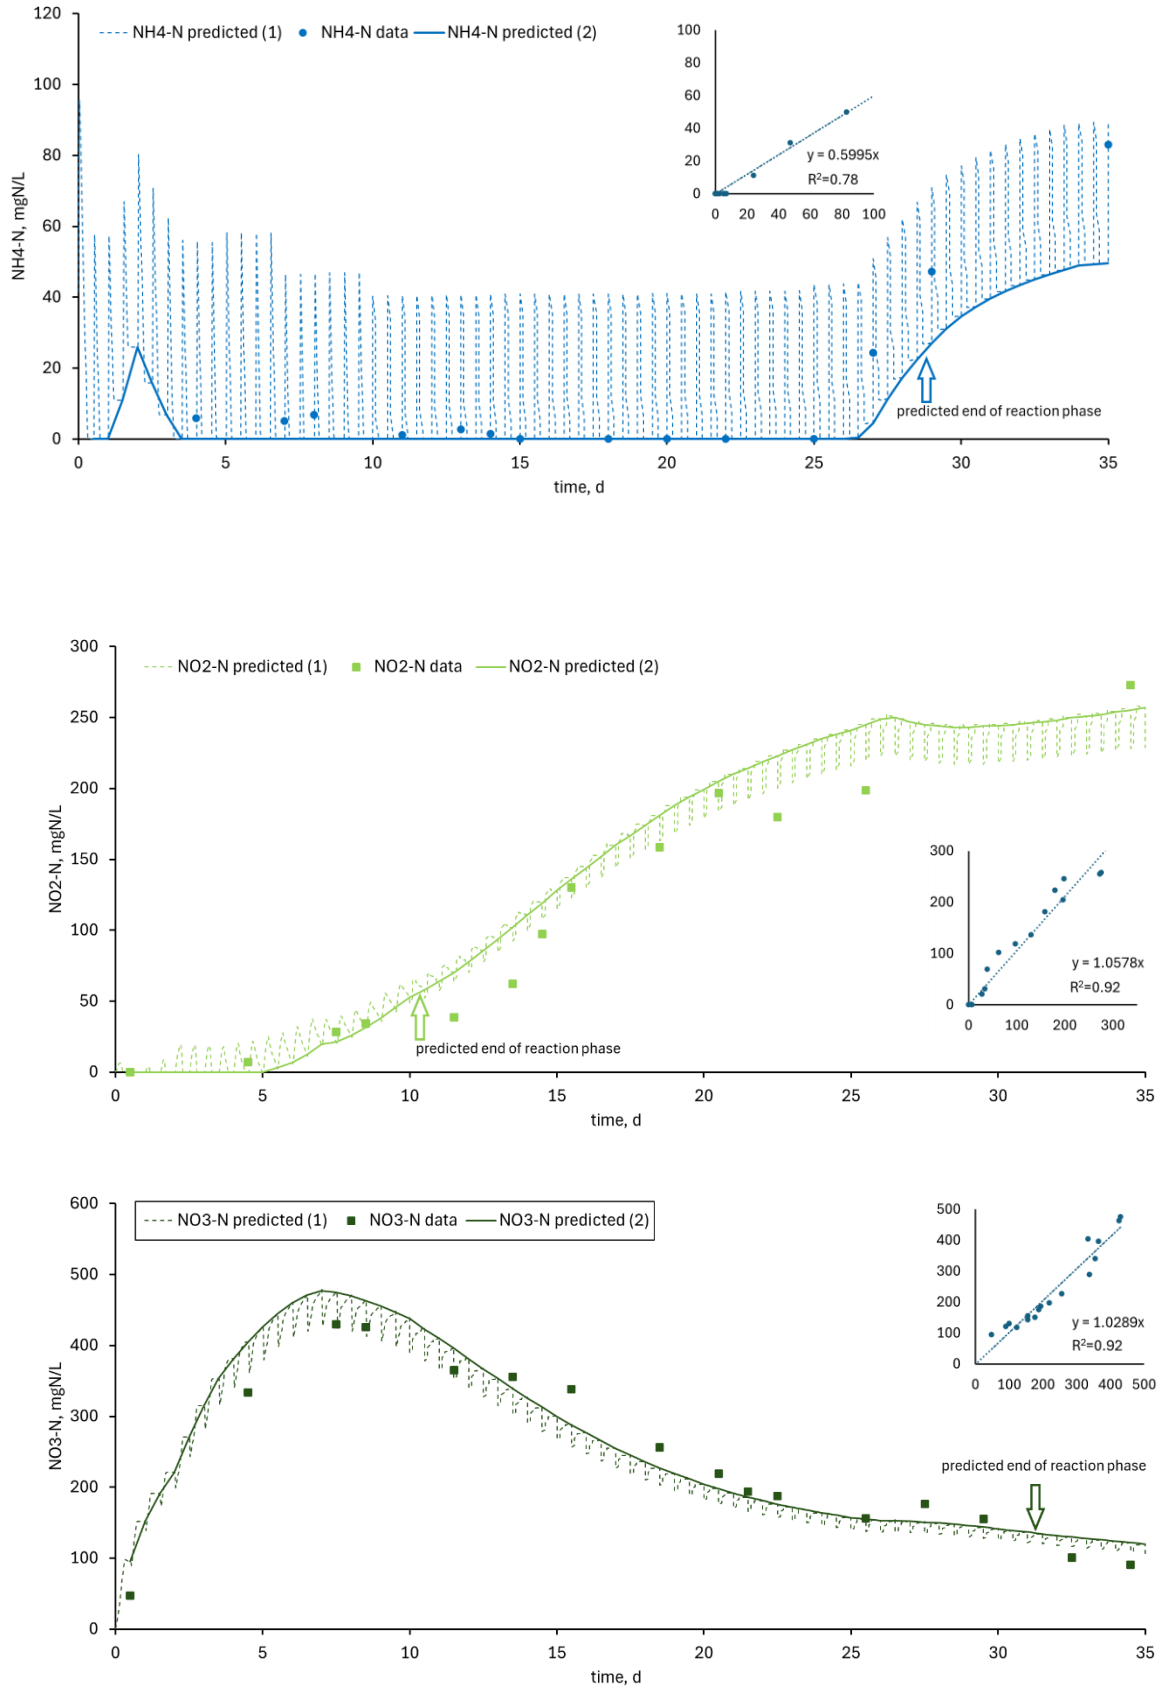 120
100
80
60
40
20
0
NH4-N, mgN/L
NH4-N predicted (1) NH4-N data NH4-N predicted (2)
100
80
60
40
20
0
y = 0.5995x
R²=0.78
0 20 40 60 80 100
predicted end of reaction phase
0 5 10 15 20 25 30 35
time, d
300
250
200
150
100
50
0
NO2-N, mgN/L
NO2-N predicted (1) NO2-N data NO2-N predicted (2)
300
200
100
0
y = 1.0578x
R²=0.92
0 100 200 300
predicted end of reaction phase
0 5 10 15 20 25 30 35
time, d
600
500
400
300
200
100
0
NO3-N, mgN/L
NO3-N predicted (1) NO3-N data NO3-N predicted (2)
500
400
300
200
100
0
y = 1.0289x
R²=0.92
0 100 200 300 400 500
predicted end of reaction phase
0 5 10 15 20 25 30 35
time, d